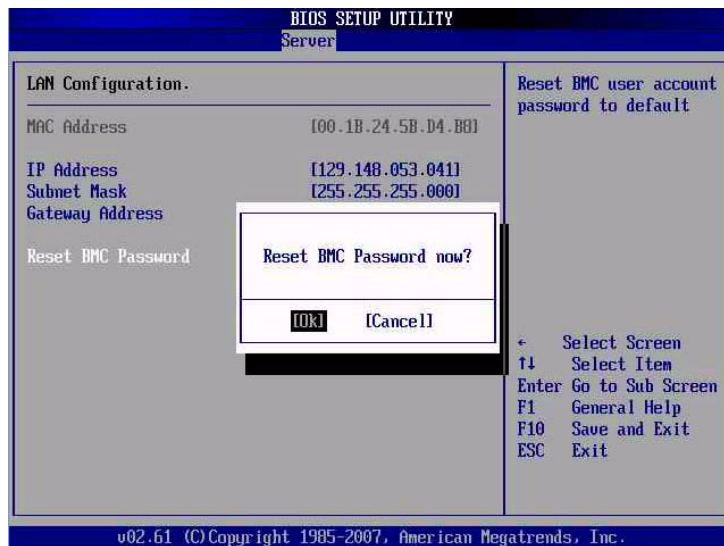 BIOS SETUP UTILITY
Server
LAN Configuration.
MAC Address [00.1B.24.5B.D4.B8]
IP Address [129.148.053.041]
Subnet Mask [255.255.255.000]
Gateway Address
Reset BMC Password
Reset BMC Password now?
[Ok] [Cancel]
Reset BMC user account
password to default
← Select Screen
↑↓ Select Item
Enter Go to Sub Screen
F1 General Help
F10 Save and Exit
ESC Exit
v02.61 (C)Copyright 1985-2007, American Megatrends, Inc.